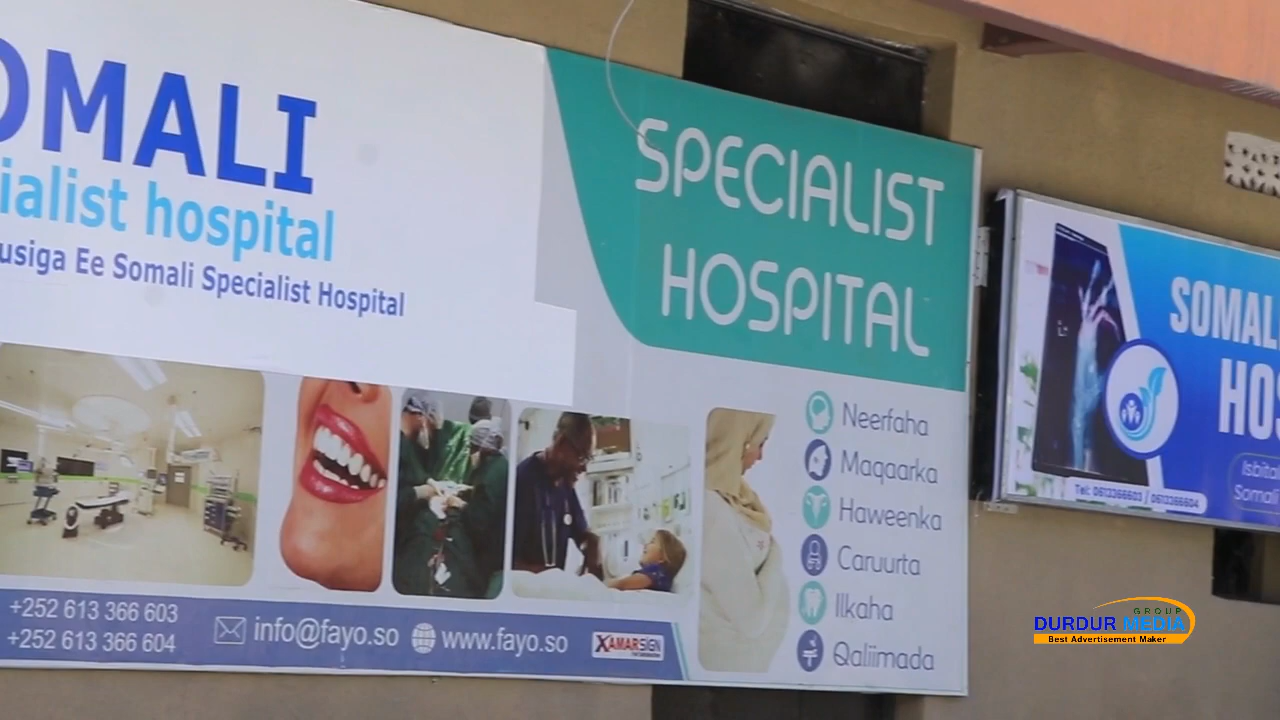 OMALI
ialist hospital
usiga Ee Somali Specialist Hospital
SPECIALIST
HOSPITAL
Neerfaha
Maqaarka
Haweenka
Caruurta
Ilkaha
Qaliimada
+252 613 366 603
+252 613 366 604
info@fayo.so
www.fayo.so
XAMARSIGN
SOMALI
HOS
Isbita
Somali
Tel: 0613366603 / 0613366604
GROUP
DURDUR MEDIA
Best Advertisement Maker